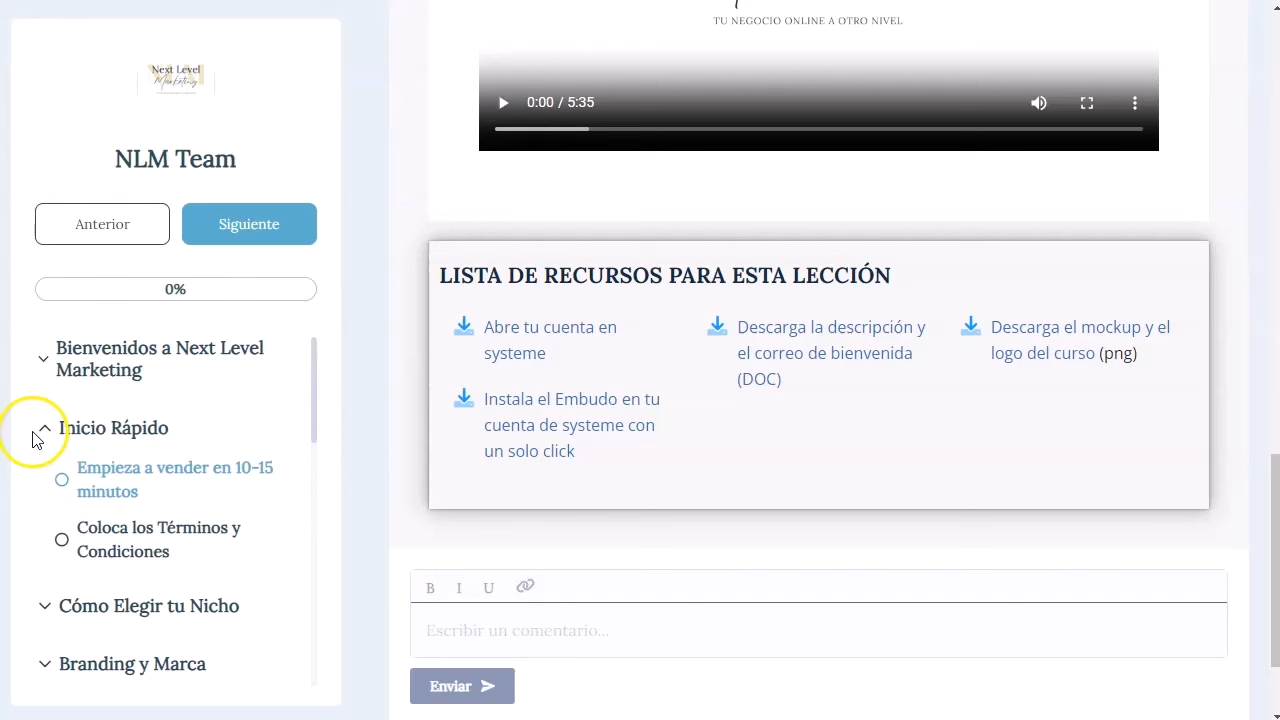 Next Level
Marketing
NLM Team
Anterior
Siguiente
0%
Bienvenidos a Next Level
Marketing
Inicio Rápido
Empieza a vender en 10-15
minutos
Coloca los Términos y
Condiciones
Cómo Elegir tu Nicho
Branding y Marca
TU NEGOCIO ONLINE A OTRO NIVEL
0:00 / 5:35
LISTA DE RECURSOS PARA ESTA LECCIÓN
Abre tu cuenta en
systeme
Instala el Embudo en tu
cuenta de systeme con
un solo click
Descarga la descripción y
el correo de bienvenida
(DOC)
Descarga el mockup y el
logo del curso (png)
B I U
Escribir un comentario...
Enviar